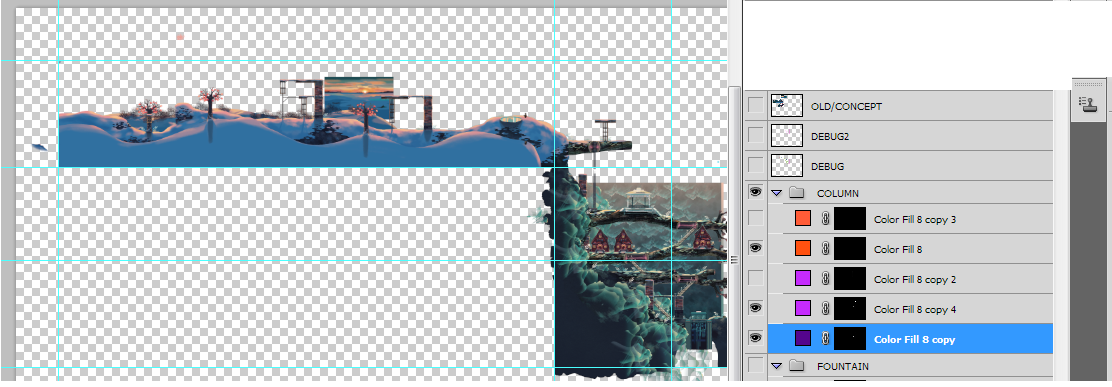 OLD/CONCEPT
DEBUG2
DEBUG
COLUMN
Color Fill 8 copy 3
Color Fill 8
Color Fill 8 copy 2
Color Fill 8 copy 4
Color Fill 8 copy
FOUNTAIN